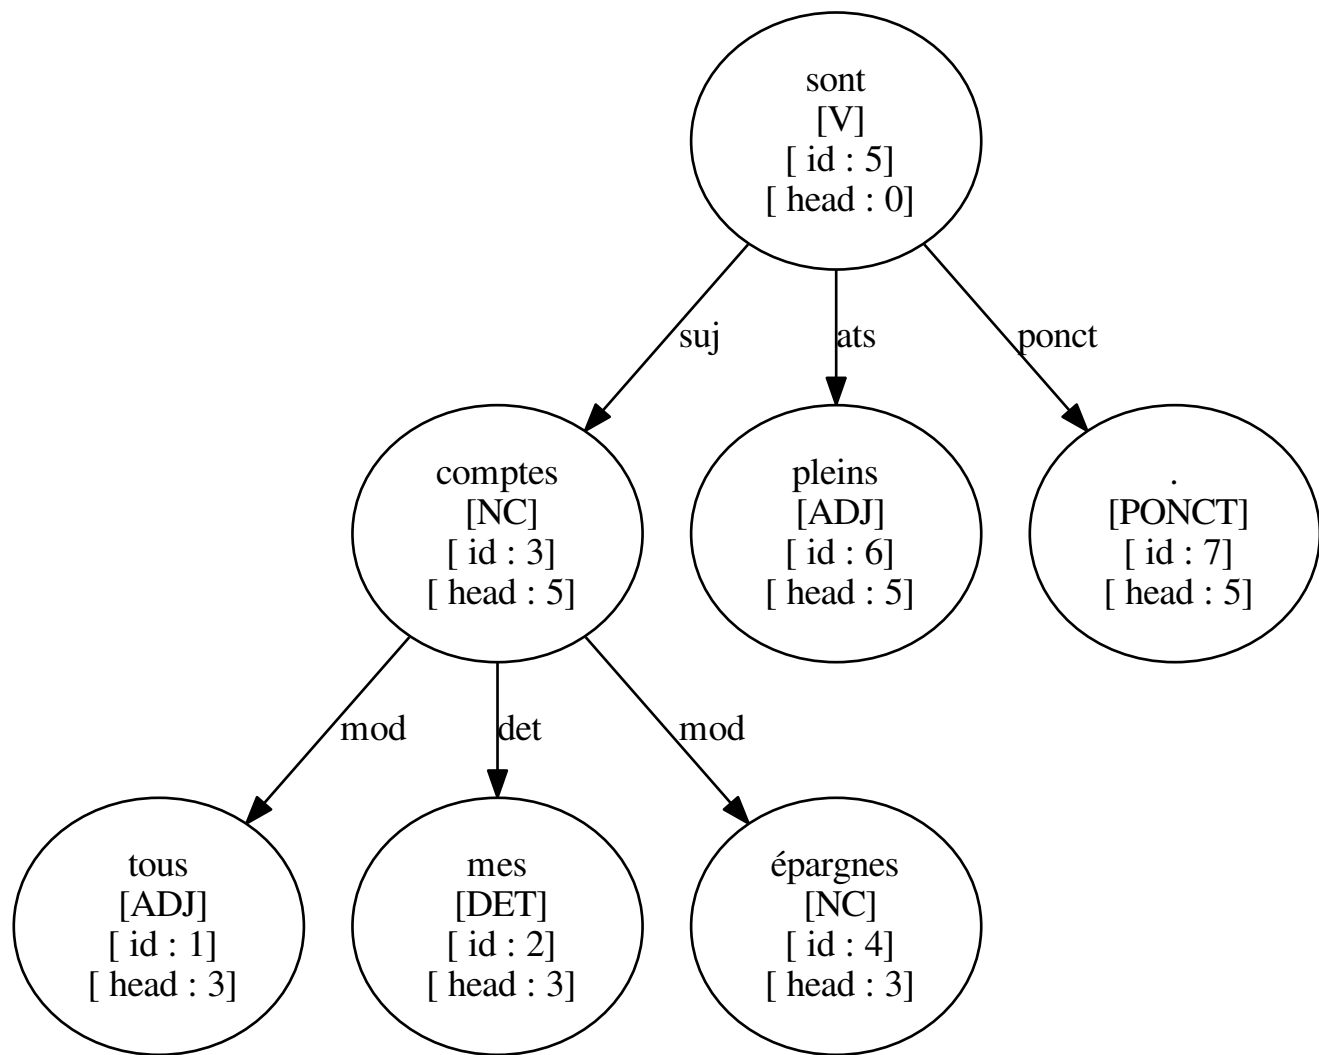 sont
[V]
[ id : 5]
[ head : 0]
suj
ats
ponct
comptes
[NC]
[ id : 3]
[ head : 5]
pleins
[ADJ]
[ id : 6]
[ head : 5]
.
[PONCT]
[ id : 7]
[ head : 5]
mod
det
mod
tous
[ADJ]
[ id : 1]
[ head : 3]
mes
[DET]
[ id : 2]
[ head : 3]
épargnes
[NC]
[ id : 4]
[ head : 3]